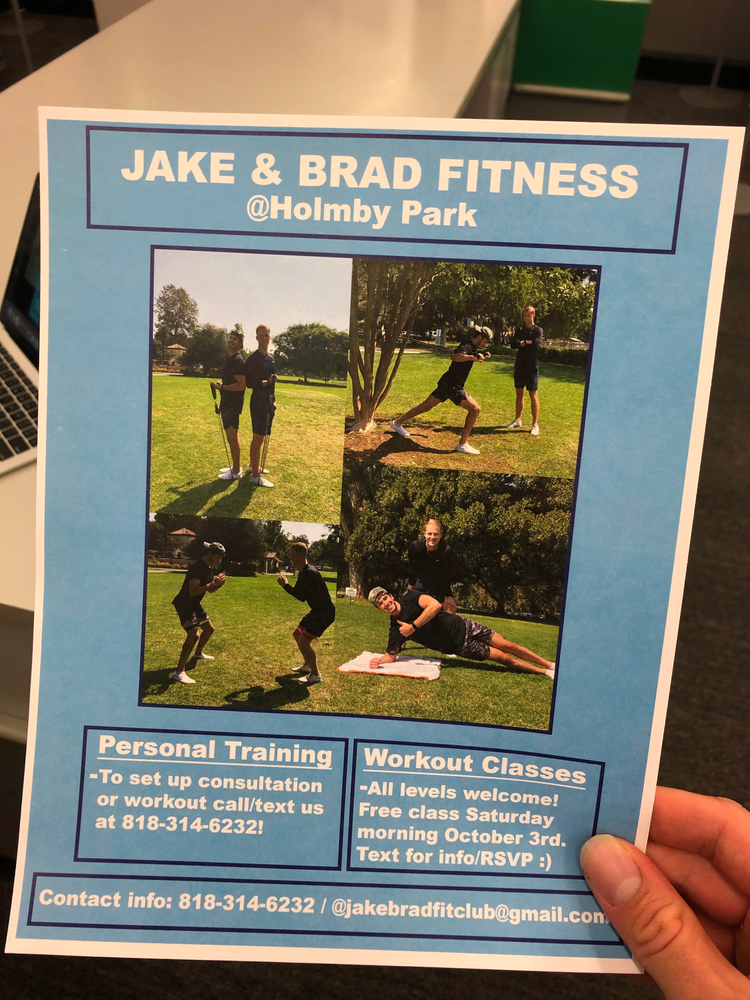 JAKE & BRAD FITNESS
@Holmby Park
Personal Training
-To set up consultation
or workout call/text us
at 818-314-6232!
Workout Classes
-All levels welcome!
Free class Saturday
morning October 3rd.
Text for info/RSVP :)
Contact info: 818-314-6232 / @jakebradfitclub@gmail.com